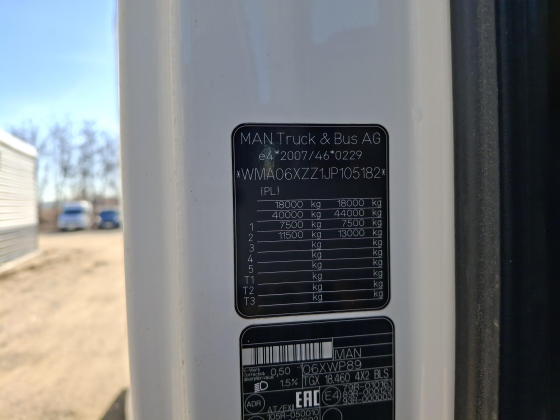 MAN Truck & Bus AG
e4*2007/46*0229
*WMA06XZZ1JP105182*
(PL)
18000 kg 18000 kg
40000 kg 44000 kg
1 7500 kg 7500 kg
2 11500 kg 13000 kg
3 kg kg
4 kg kg
5 kg kg
T1 kg kg
T2 kg kg
T3 kg kg
MAN
0,50 06XWP89
1.5% TGX 18.460 4X2 BLS
ADR EAC E4